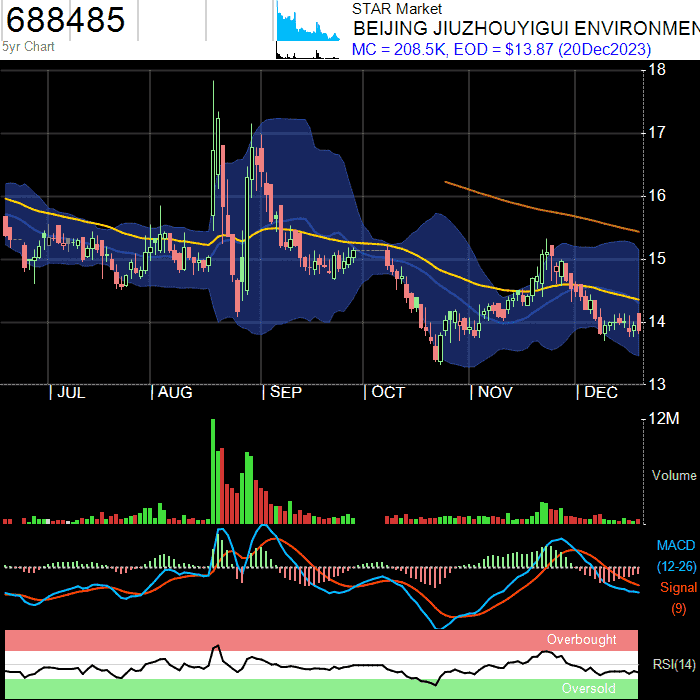 688485
5yr Chart
STAR Market
BEIJING JIUZHOUYIGUI ENVIRONMEN
MC = 208.5K, EOD = $13.87 (20Dec2023)
18
17
16
15
14
13
| JUL | AUG | SEP | OCT | NOV | DEC
12M
Volume
MACD
(12-26)
Signal
(9)
Overbought
RSI(14)
Oversold